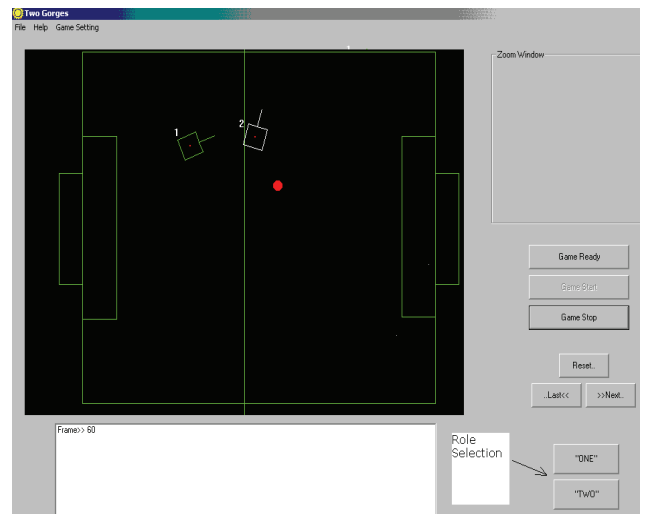 Two Gorges
File Help Game Setting
1
Zoom Window
1
2
Game Ready
Game Start
Game Stop
Reset..
..Last<<
>>Next..
Frame>> 60
Role
Selection
"ONE"
"TWO"